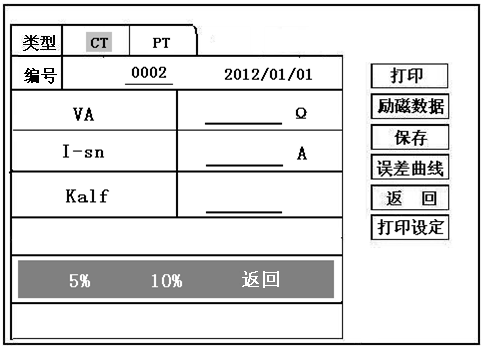 类型 CT PT
编号 0002 2012/01/01
VA Ω
I-sn A
Kalf
5% 10% 返回
打印
励磁数据
保存
误差曲线
返 回
打印设定